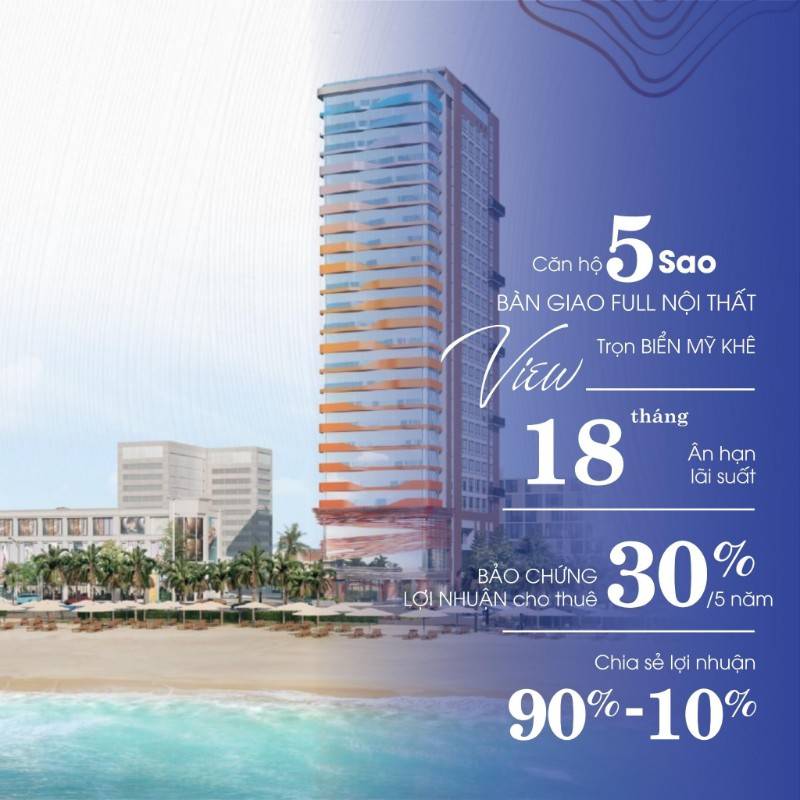 Căn hộ 5 Sao
BÀN GIAO FULL NỘI THẤT
View Trọn BIỂN MỸ KHÊ
18 tháng
Ân hạn
lãi suất
BẢO CHỨNG
LỢI NHUẬN cho thuê 30% /5 năm
Chia sẻ lợi nhuận
90%-10%